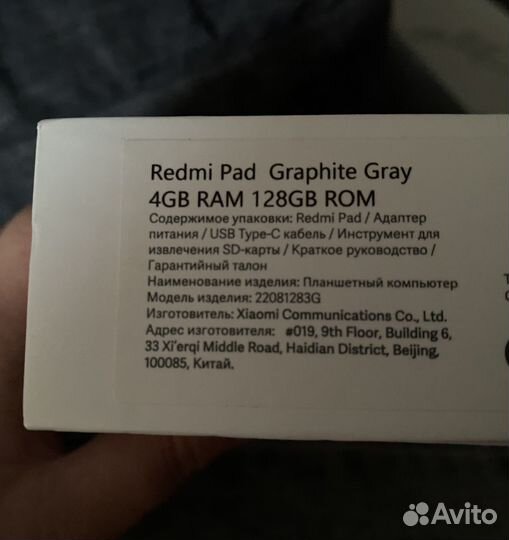 Redmi Pad Graphite Gray
4GB RAM 128GB ROM
Содержимое упаковки: Redmi Pad / Адаптер
питания / USB Type-C кабель / Инструмент для
извлечения SD-карты / Краткое руководство /
Гарантийный талон
Наименование изделия: Планшетный компьютер
Модель изделия: 22081283G
Изготовитель: Xiaomi Communications Co., Ltd.
Адрес изготовителя: #019, 9th Floor, Building 6,
33 Xi'erqi Middle Road, Haidian District, Beijing,
100085, Китай.
Avito